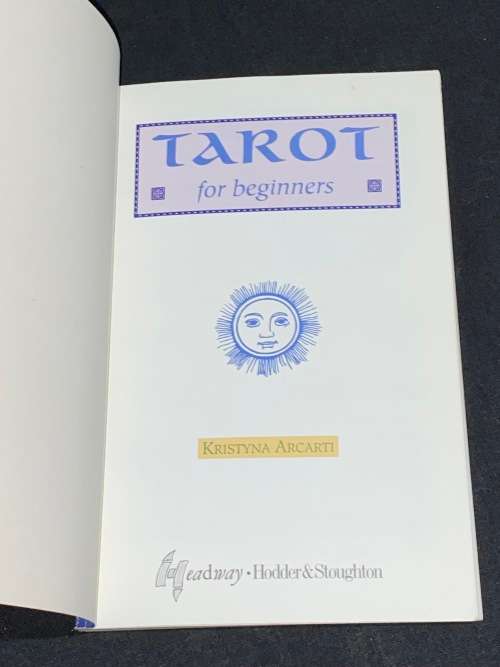 TAROT
for beginners
KRISTYNA ARCARTI
Headway • Hodder & Stoughton